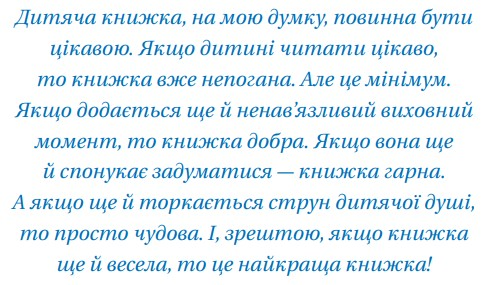 Дитяча книжка, на мою думку, повинна бути
цікавою. Якщо дитині читати цікаво,
то книжка вже непогана. Але це мінімум.
Якщо додається ще й ненав’язливий виховний
момент, то книжка добра. Якщо вона ще
й спонукає задуматися — книжка гарна.
А якщо ще й торкається струн дитячої душі,
то просто чудова. І, зрештою, якщо книжка
ще й весела, то це найкраща книжка!